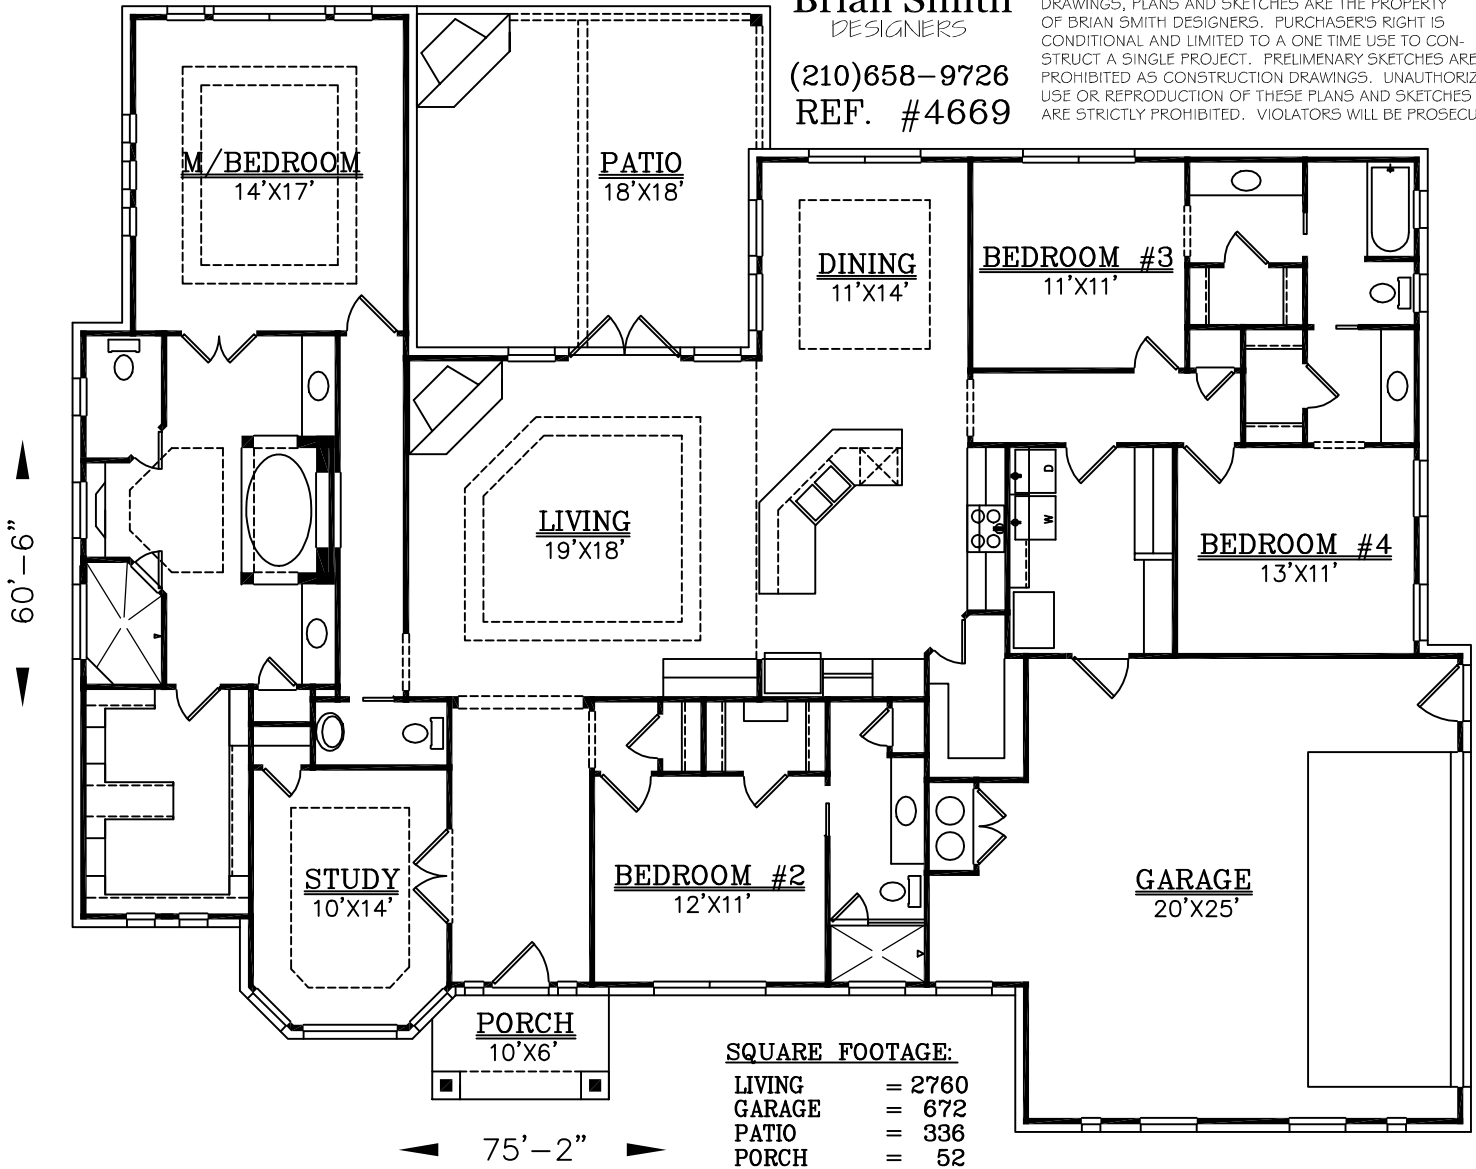 Brian Smith
DESIGNERS
(210)658-9726
REF. #4669
DRAWINGS, PLANS AND SKETCHES ARE THE PROPERTY
OF BRIAN SMITH DESIGNERS. PURCHASER'S RIGHT IS
CONDITIONAL AND LIMITED TO A ONE TIME USE TO CON-
STRUCT A SINGLE PROJECT. PRELIMENARY SKETCHES ARE
PROHIBITED AS CONSTRUCTION DRAWINGS. UNAUTHORIZ
USE OR REPRODUCTION OF THESE PLANS AND SKETCHES
ARE STRICTLY PROHIBITED. VIOLATORS WILL BE PROSECU
M/BEDROOM
14'X17'
PATIO
18'X18'
DINING
11'X14'
BEDROOM #3
11'X11'
LIVING
19'X18'
D
W
BEDROOM #4
13'X11'
60'-6"
STUDY
10'X14'
BEDROOM #2
12'X11'
GARAGE
20'X25'
PORCH
10'X6'
75'-2"
SQUARE FOOTAGE:
LIVING = 2760
GARAGE = 672
PATIO = 336
PORCH = 52